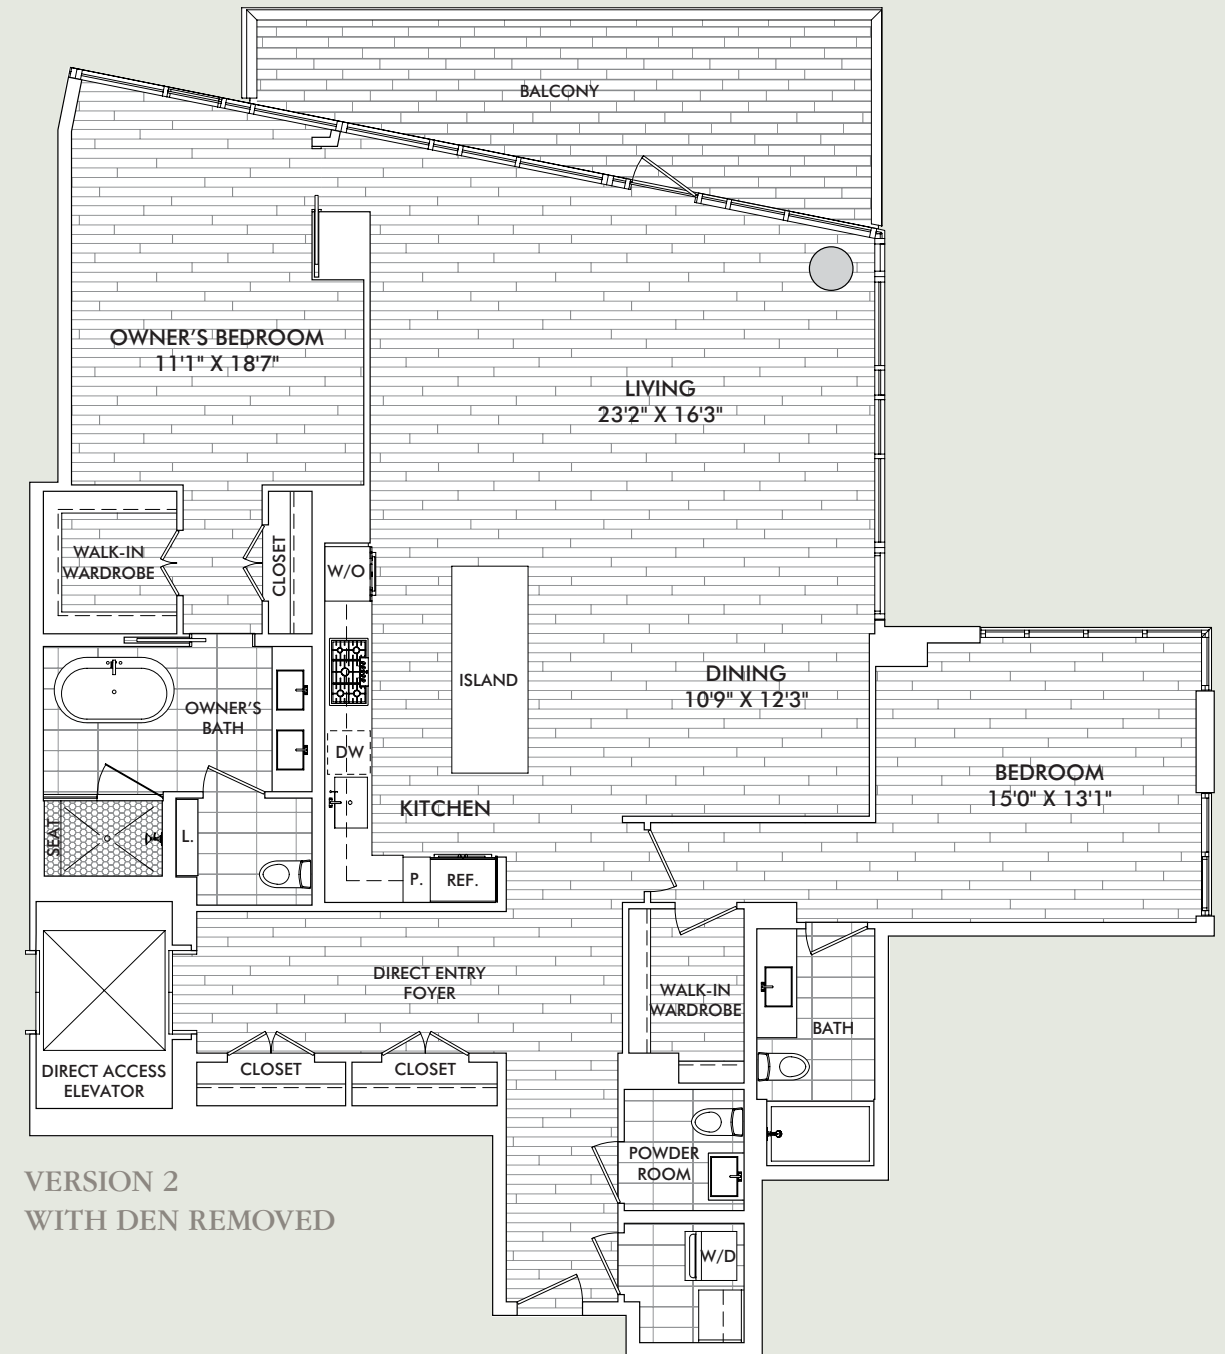 BALCONY
OWNER'S BEDROOM
11'1" X 18'7"
LIVING
23'2" X 16'3"
WALK-IN
WARDROBE
CLOSET
W/O
ISLAND
DINING
10'9" X 12'3"
OWNER'S
BATH
DW
BEDROOM
15'0" X 13'1"
KITCHEN
SEAT
L.
P.
REF.
DIRECT ENTRY
FOYER
WALK-IN
WARDROBE
BATH
DIRECT ACCESS
ELEVATOR
CLOSET
CLOSET
POWDER
ROOM
W/D
VERSION 2
WITH DEN REMOVED